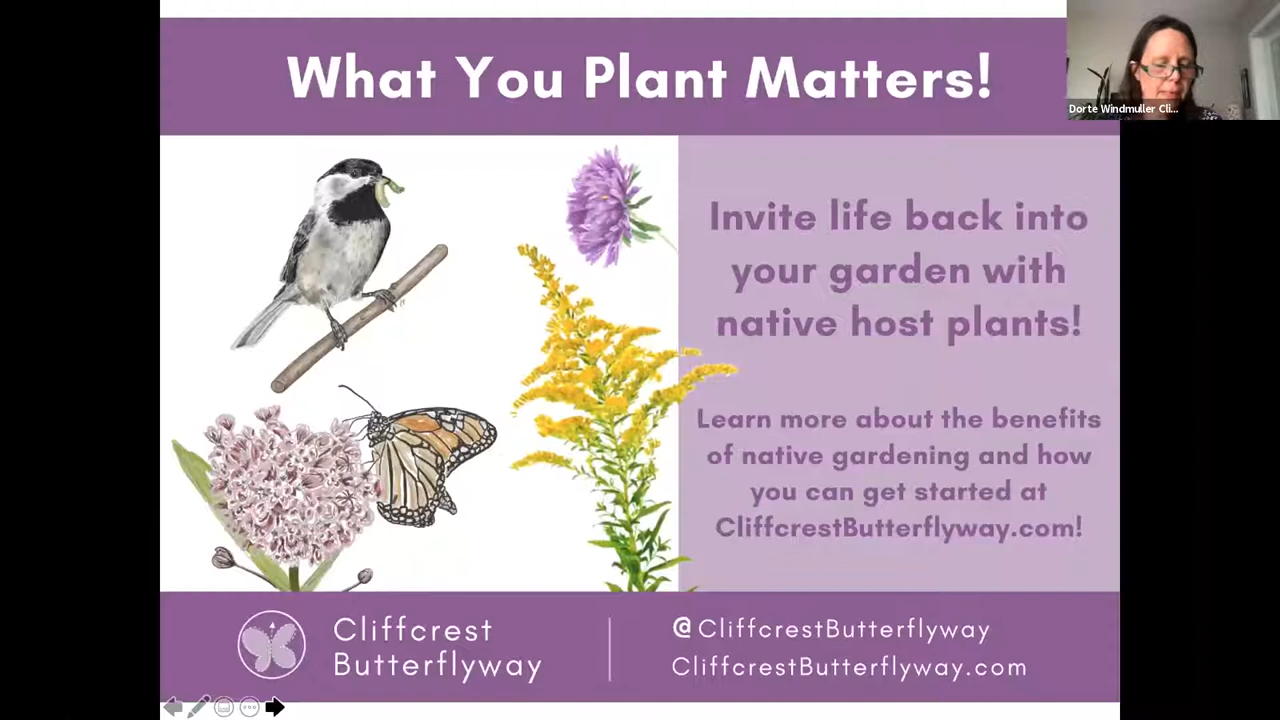 What You Plant Matters!
Dorte Windmuller Cli...
Invite life back into
your garden with
native host plants!
Learn more about the benefits
of native gardening and how
you can get started at
CliffcrestButterflyway.com!
Cliffcrest
Butterflyway
@CliffcrestButterflyway
CliffcrestButterflyway.com